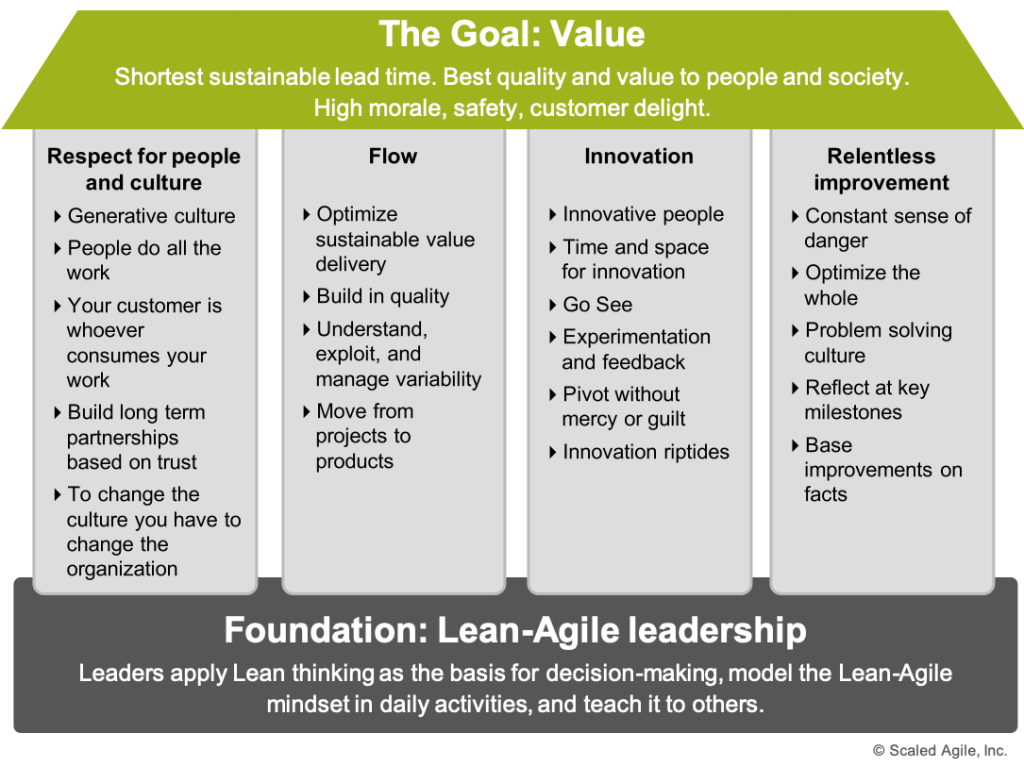 The Goal: Value
Shortest sustainable lead time. Best quality and value to people and society.
High morale, safety, customer delight.
Respect for people
and culture
Generative culture
People do all the
work
Your customer is
whoever
consumes your
work
Build long term
partnerships
based on trust
To change the
culture you have to
change the
organization
Flow
Optimize
sustainable value
delivery
Build in quality
Understand,
exploit, and
manage variability
Move from
projects to
products
Innovation
Innovative people
Time and space
for innovation
Go See
Experimentation
and feedback
Pivot without
mercy or guilt
Innovation riptides
Relentless
improvement
Constant sense of
danger
Optimize the
whole
Problem solving
culture
Reflect at key
milestones
Base
improvements on
facts
Foundation: Lean-Agile leadership
Leaders apply Lean thinking as the basis for decision-making, model the Lean-Agile
mindset in daily activities, and teach it to others.
© Scaled Agile, Inc.